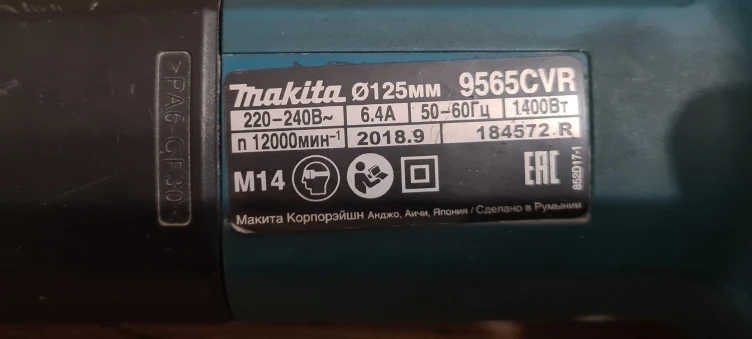 >PA6-GF30<
makita Ø125мм 9565CVR
220-240В~ 6.4А 50-60Гц 1400Вт
n 12000мин⁻¹ 2018.9 184572 R
M14 EAC
852D17-1
Макита Корпорэйшн Анджо, Аичи, Япония / Сделано в Румынии